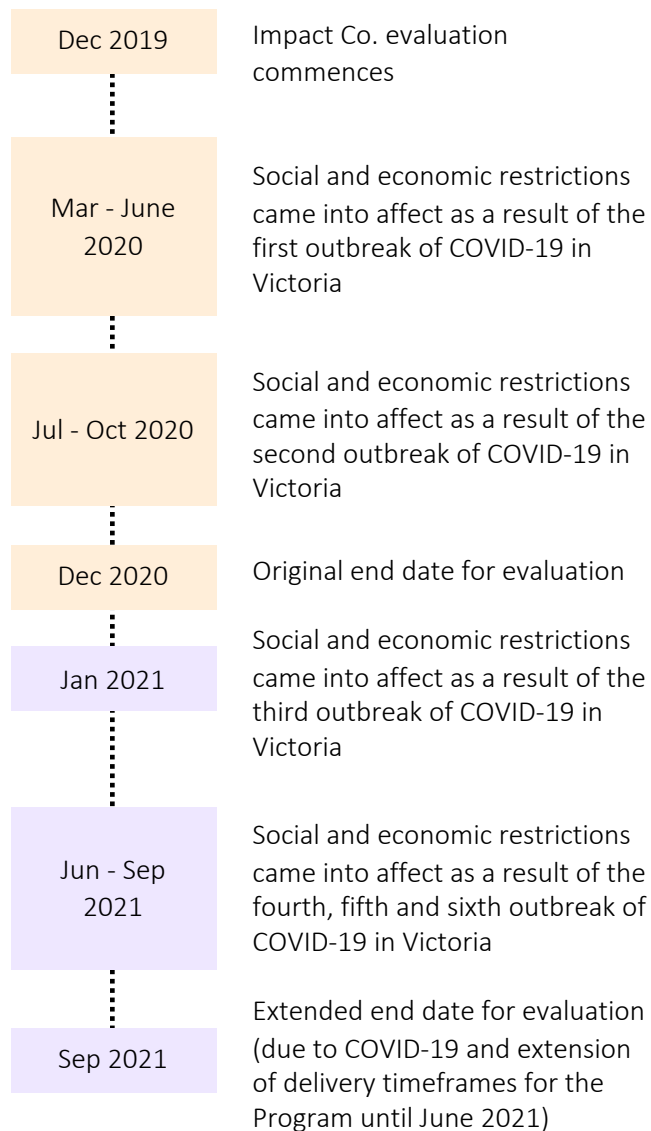 Dec 2019
Impact Co. evaluation
commences
Mar - June
2020
Social and economic restrictions
came into affect as a result of the
first outbreak of COVID-19 in
Victoria
Jul - Oct 2020
Social and economic restrictions
came into affect as a result of the
second outbreak of COVID-19 in
Victoria
Dec 2020
Original end date for evaluation
Jan 2021
Social and economic restrictions
came into affect as a result of the
third outbreak of COVID-19 in
Victoria
Jun - Sep
2021
Social and economic restrictions
came into affect as a result of the
fourth, fifth and sixth outbreak of
COVID-19 in Victoria
Sep 2021
Extended end date for evaluation
(due to COVID-19 and extension
of delivery timeframes for the
Program until June 2021)